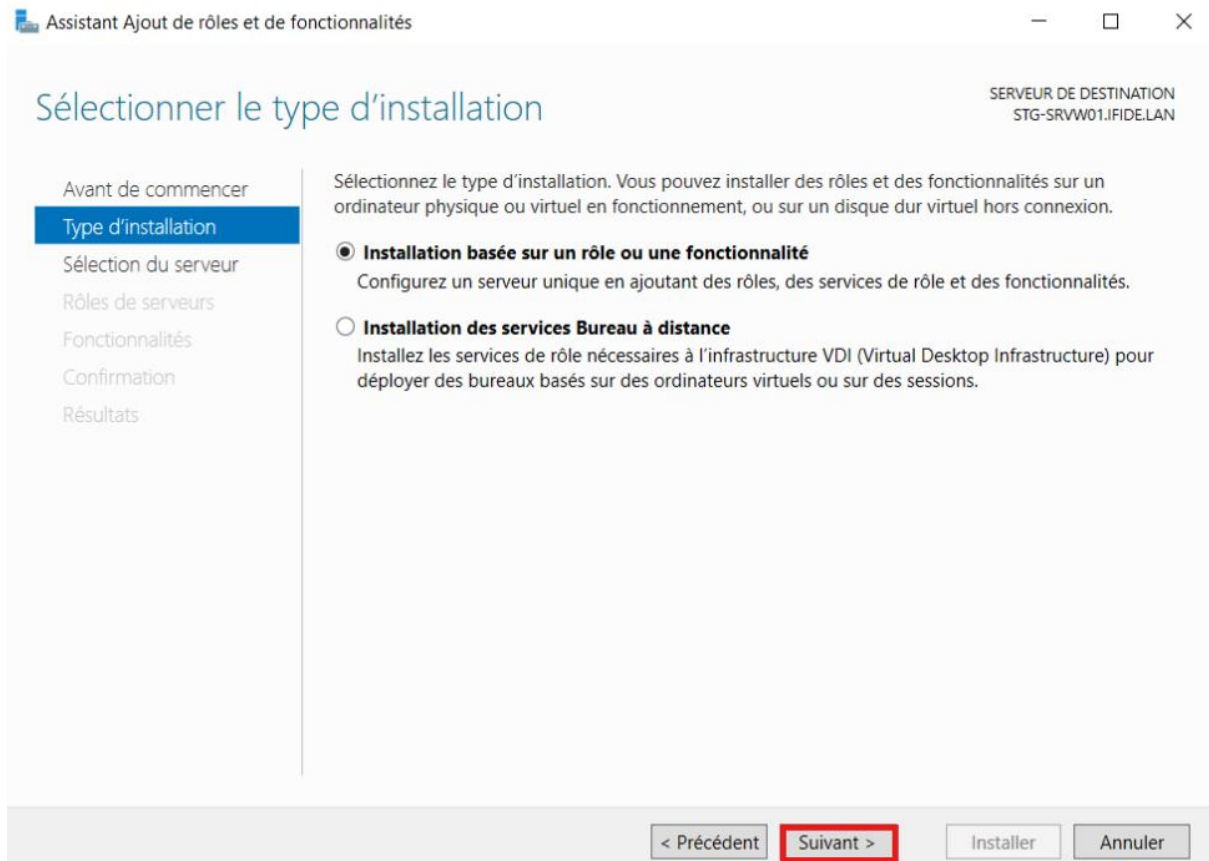 Assistant Ajout de rôles et de fonctionnalités
Sélectionner le type d'installation
SERVEUR DE DESTINATION
STG-SRVW01.IFIDE.LAN
Avant de commencer
Type d'installation
Sélection du serveur
Rôles de serveurs
Fonctionnalités
Confirmation
Résultats
Sélectionnez le type d'installation. Vous pouvez installer des rôles et des fonctionnalités sur un
ordinateur physique ou virtuel en fonctionnement, ou sur un disque dur virtuel hors connexion.
Installation basée sur un rôle ou une fonctionnalité
Configurez un serveur unique en ajoutant des rôles, des services de rôle et des fonctionnalités.
Installation des services Bureau à distance
Installez les services de rôle nécessaires à l'infrastructure VDI (Virtual Desktop Infrastructure) pour
déployer des bureaux basés sur des ordinateurs virtuels ou sur des sessions.
< Précédent Suivant > Installer Annuler